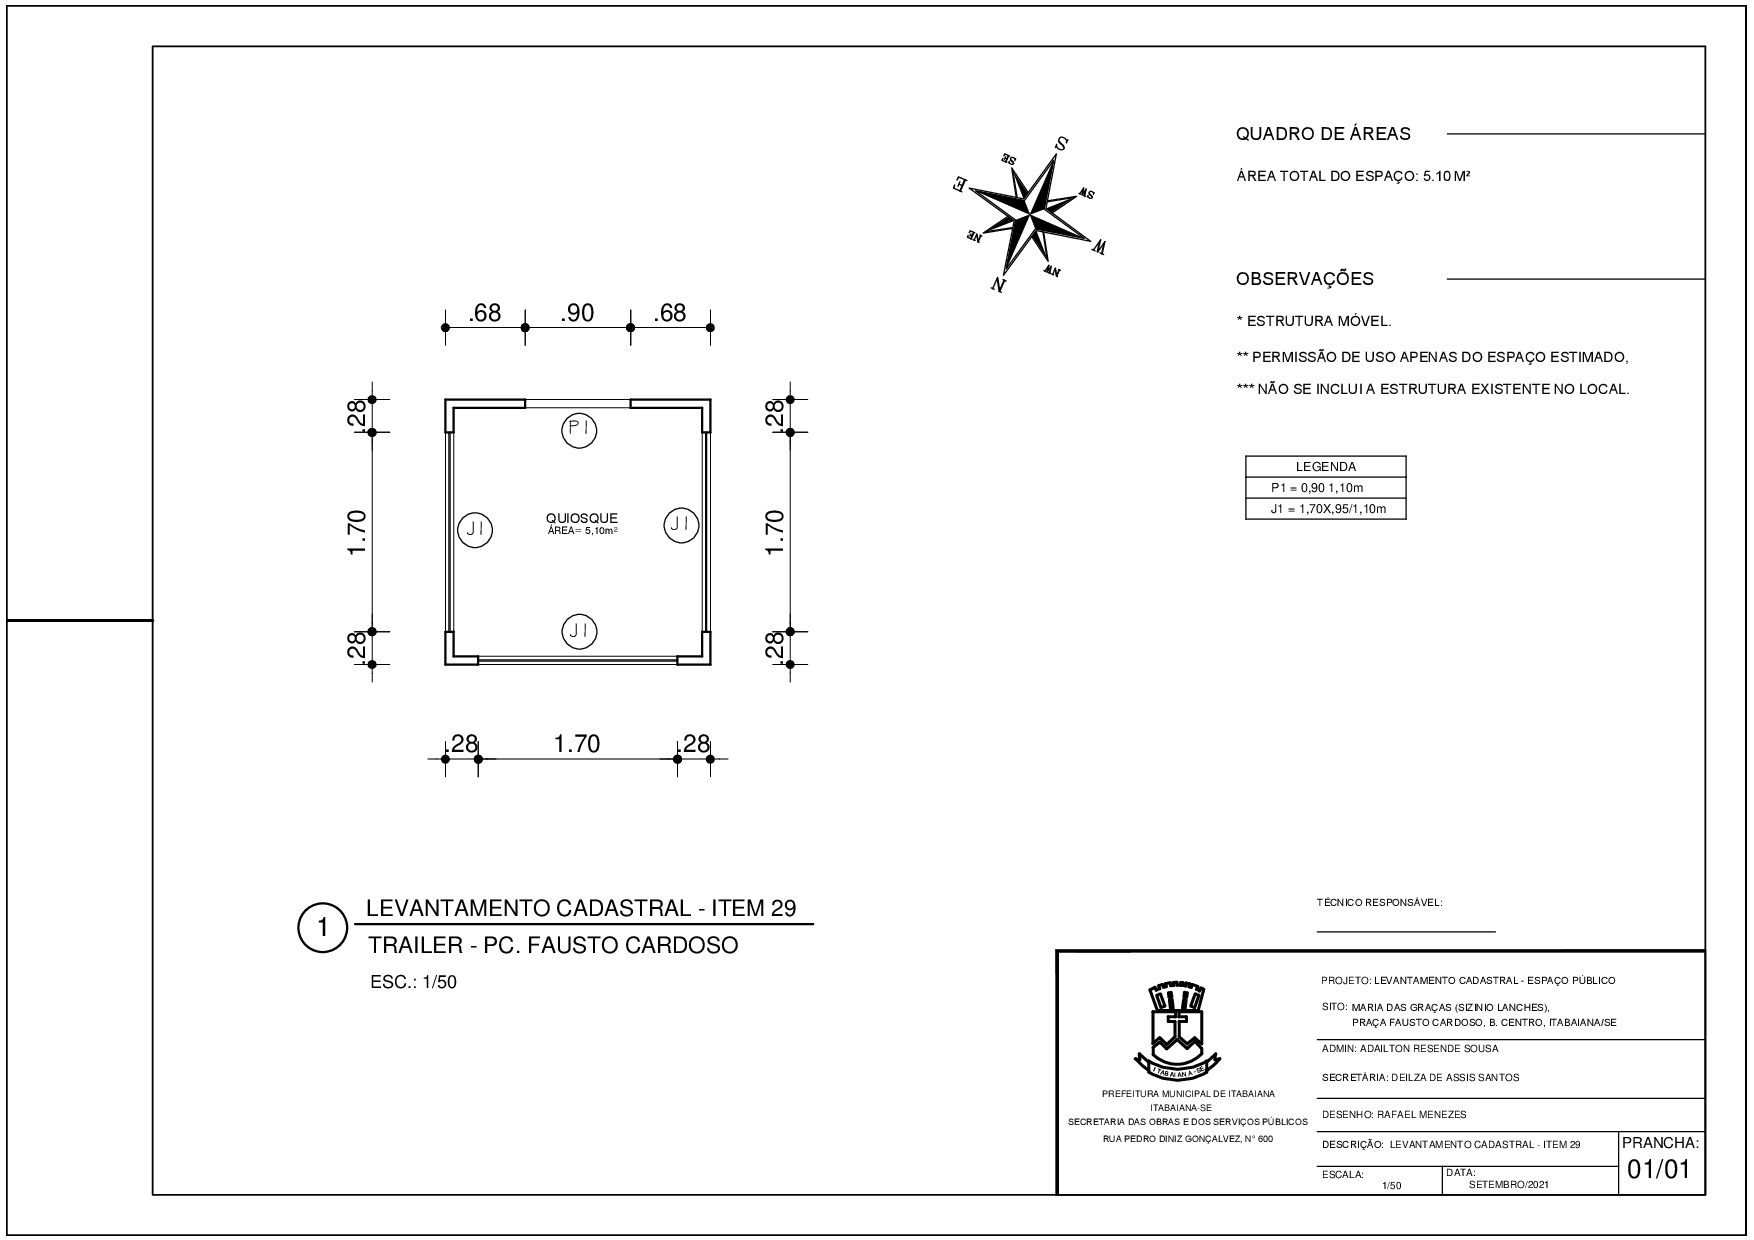 S
SE
E
SW
NE
W
NW
N
QUADRO DE ÁREAS
ÁREA TOTAL DO ESPAÇO: 5.10 M²
OBSERVAÇÕES
* ESTRUTURA MÓVEL.
** PERMISSÃO DE USO APENAS DO ESPAÇO ESTIMADO,
*** NÃO SE INCLUI A ESTRUTURA EXISTENTE NO LOCAL.
LEGENDA
P1 = 0,90 1,10m
J1 = 1,70X,95/1,10m
.68 .90 .68
.28 .28
P1
1.70 1.70
J1 J1
QUIOSQUE
ÁREA= 5,10m²
J1
.28 .28
.28 1.70 .28
1
LEVANTAMENTO CADASTRAL - ITEM 29
TRAILER - PC. FAUSTO CARDOSO
ESC.: 1/50
TÉCNICO RESPONSÁVEL:
ITABAIANA-SE
PREFEITURA MUNICIPAL DE ITABAIANA
ITABAIANA-SE
SECRETARIA DAS OBRAS E DOS SERVIÇOS PÚBLICOS
RUA PEDRO DINIZ GONÇALVEZ, N° 600
PROJETO: LEVANTAMENTO CADASTRAL - ESPAÇO PÚBLICO
SITO: MARIA DAS GRAÇAS (SIZINIO LANCHES),
PRAÇA FAUSTO CARDOSO, B. CENTRO, ITABAIANA/SE
ADMIN: ADAILTON RESENDE SOUSA
SECRETÁRIA: DEILZA DE ASSIS SANTOS
DESENHO: RAFAEL MENEZES
DESCRIÇÃO: LEVANTAMENTO CADASTRAL - ITEM 29
ESCALA:
1/50
DATA:
SETEMBRO/2021
PRANCHA:
01/01